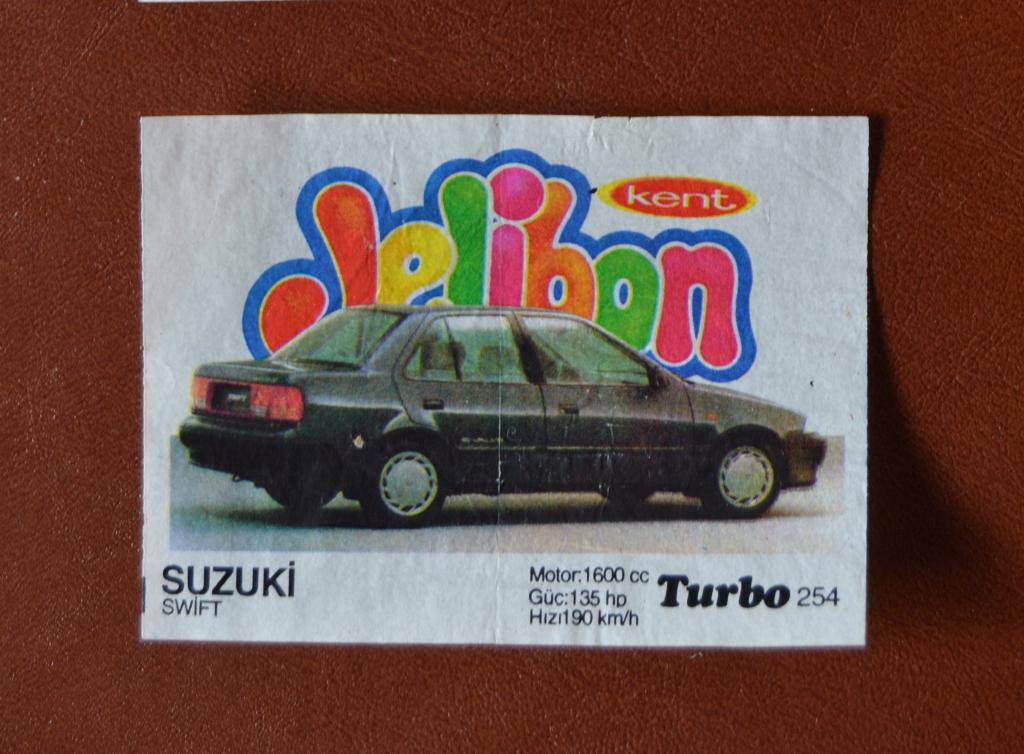 kent
Jelibon
SUZUKİ
SWİFT
Motor:1600 cc
Güc:135 hp
Hızı190 km/h
Turbo 254